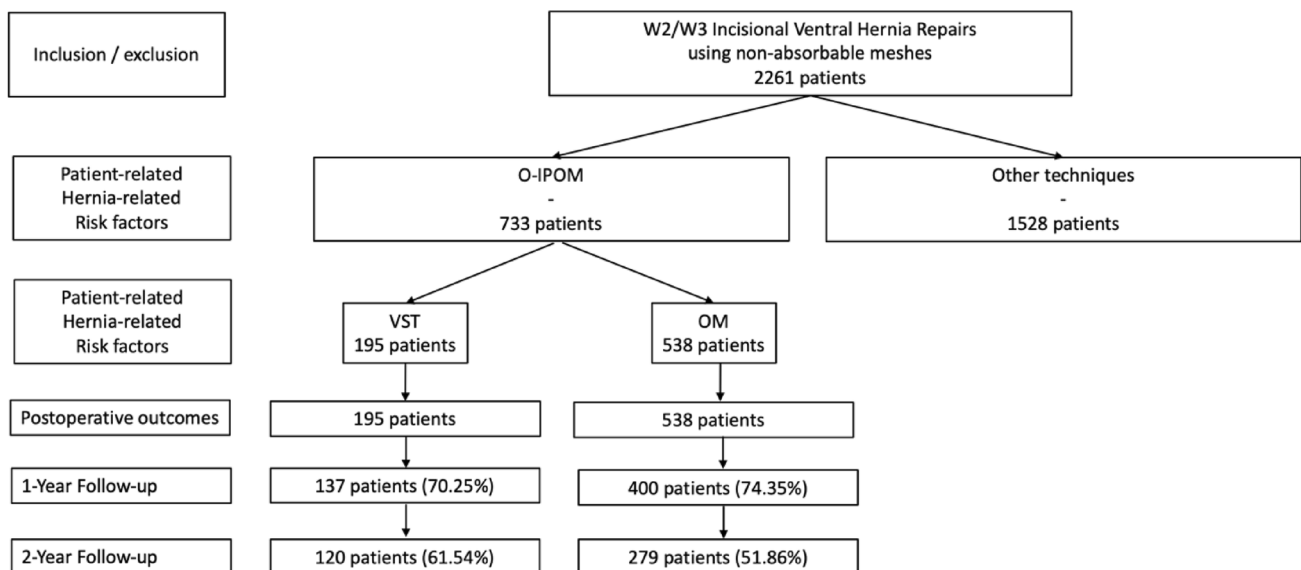 Inclusion / exclusion
W2/W3 Incisional Ventral Hernia Repairs
using non-absorbable meshes
2261 patients
Patient-related
Hernia-related
Risk factors
O-IPOM
-
733 patients
Other techniques
-
1528 patients
Patient-related
Hernia-related
Risk factors
VST
195 patients
OM
538 patients
Postoperative outcomes
195 patients
538 patients
1-Year Follow-up
137 patients (70.25%)
400 patients (74.35%)
2-Year Follow-up
120 patients (61.54%)
279 patients (51.86%)